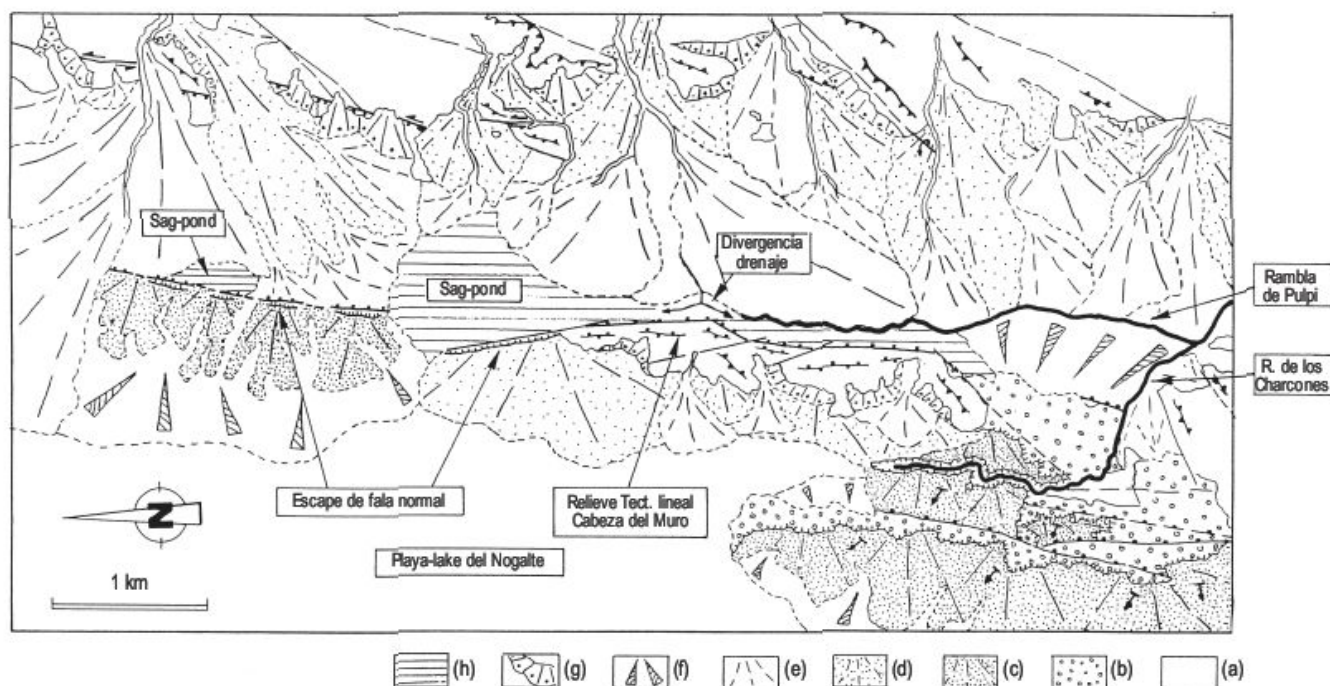 Sag-pond
Sag-pond
Divergencia
drenaje
Rambla
de Pulpi
R. de los
Charcones
Escape de fala normal
Relieve Tect. lineal
Cabeza del Muro
Playa-lake del Nogalte
N
1 km
(h) (g) (f) (e) (d) (c) (b) (a)